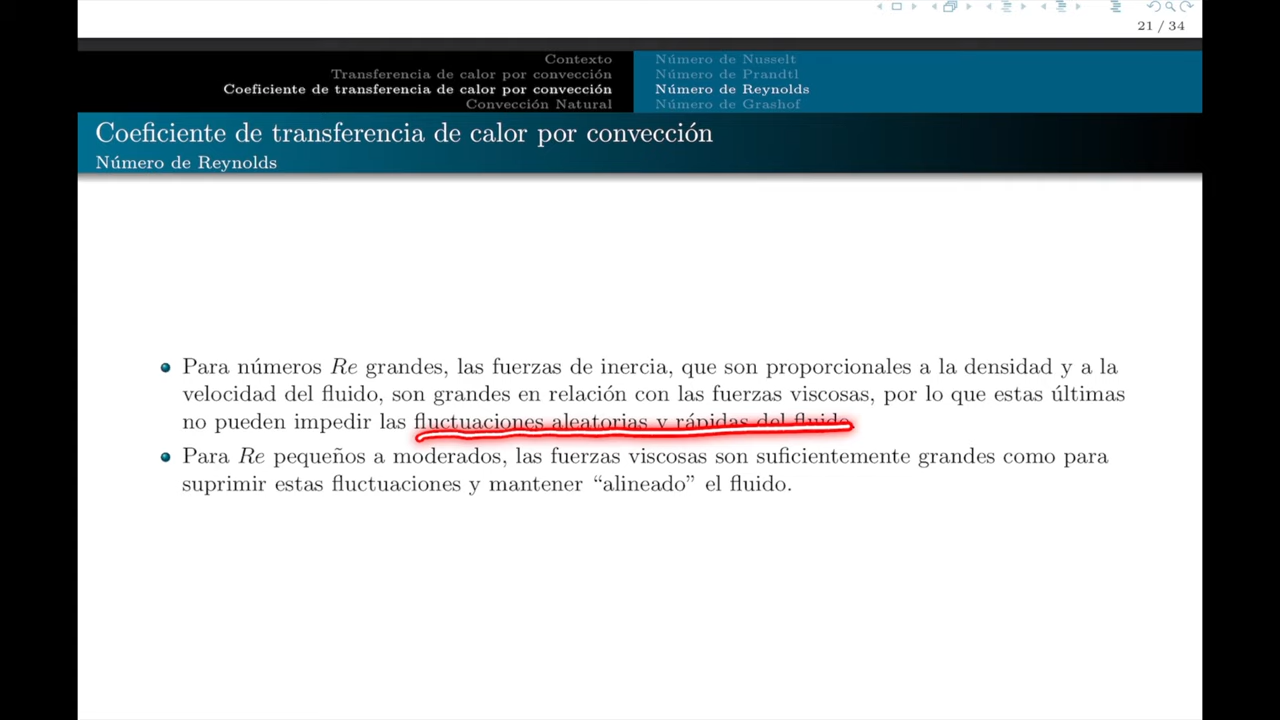 21 / 34
Contexto
Transferencia de calor por convección
Coeficiente de transferencia de calor por convección
Convección Natural
Número de Nusselt
Número de Prandtl
Número de Reynolds
Número de Grashof
Coeficiente de transferencia de calor por convección
Número de Reynolds
Para números Re grandes, las fuerzas de inercia, que son proporcionales a la densidad y a la
velocidad del fluido, son grandes en relación con las fuerzas viscosas, por lo que estas últimas
no pueden impedir las fluctuaciones aleatorias y rápidas del fluido.
Para Re pequeños a moderados, las fuerzas viscosas son suficientemente grandes como para
suprimir estas fluctuaciones y mantener “alineado” el fluido.